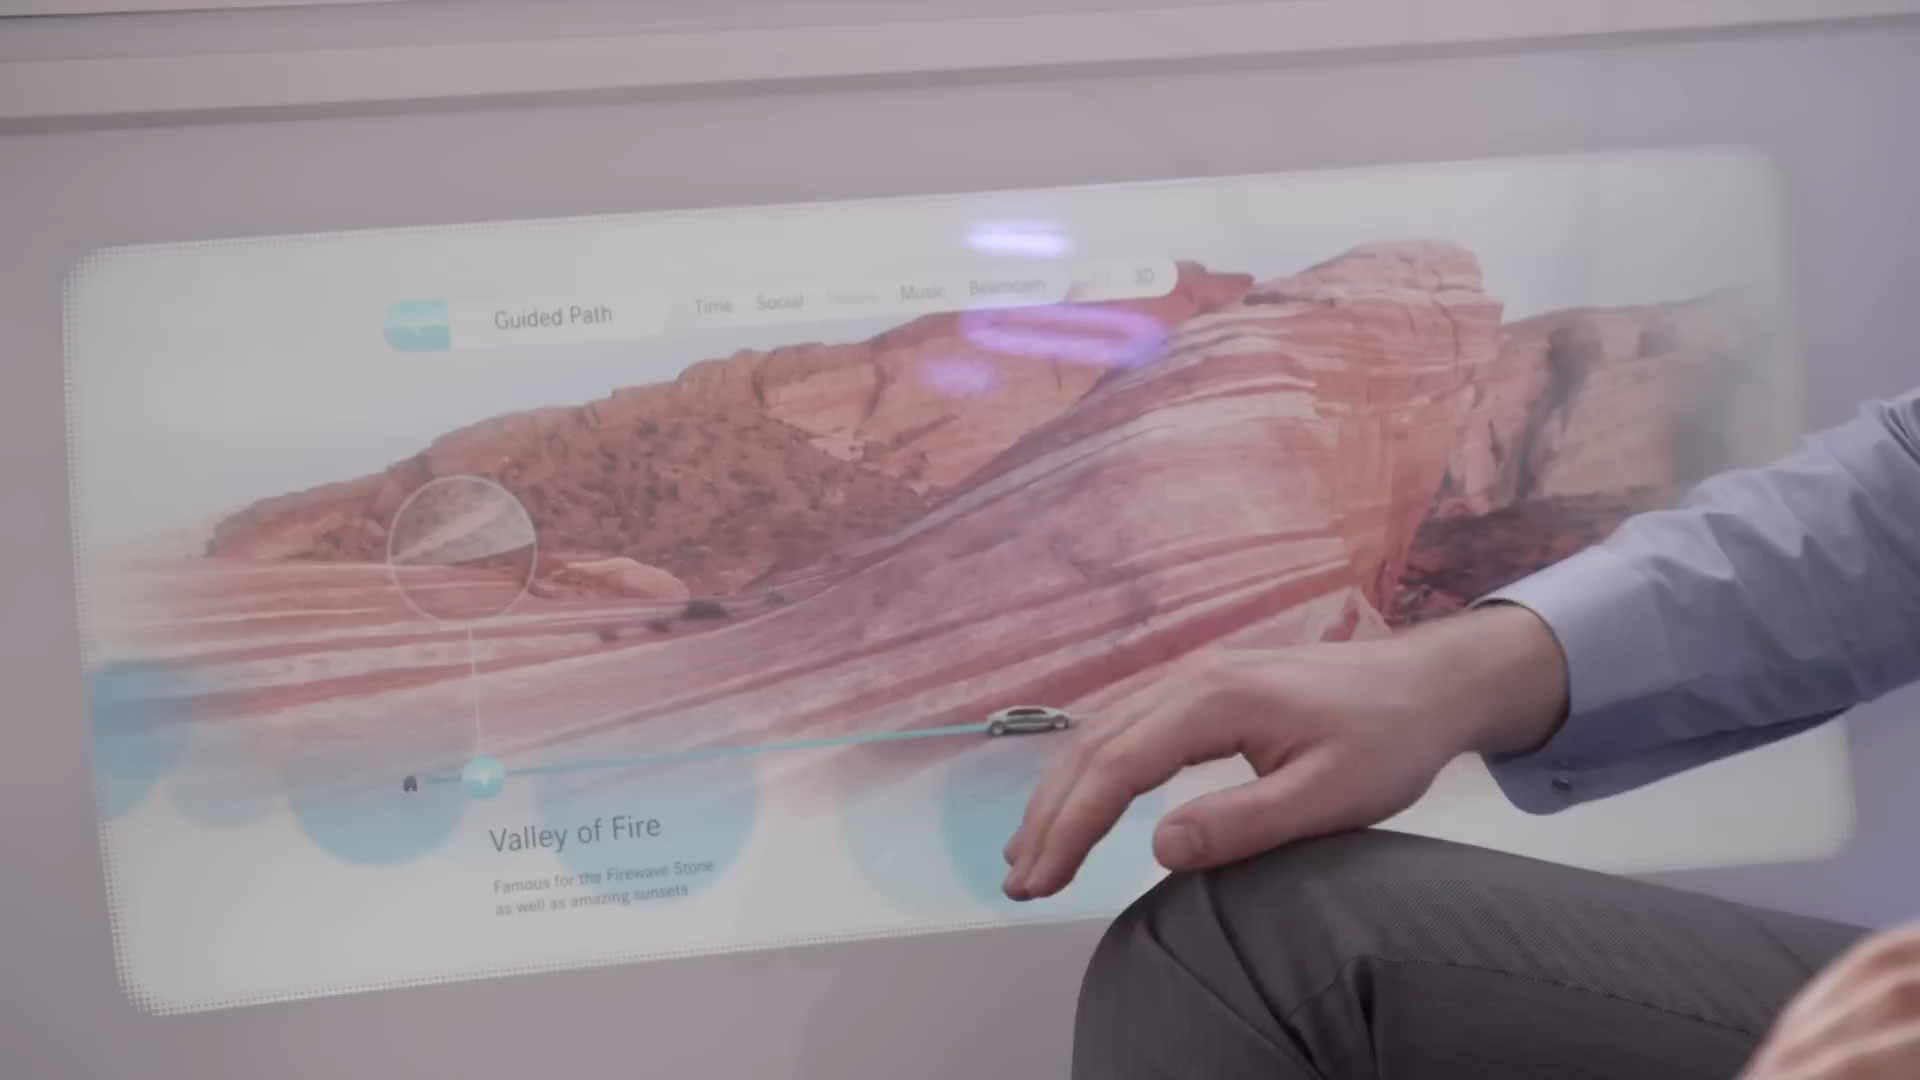 Guided Path
Time Social Music Beamcam 3D
Valley of Fire
Famous for the Firewave Stone
as well as amazing sunsets